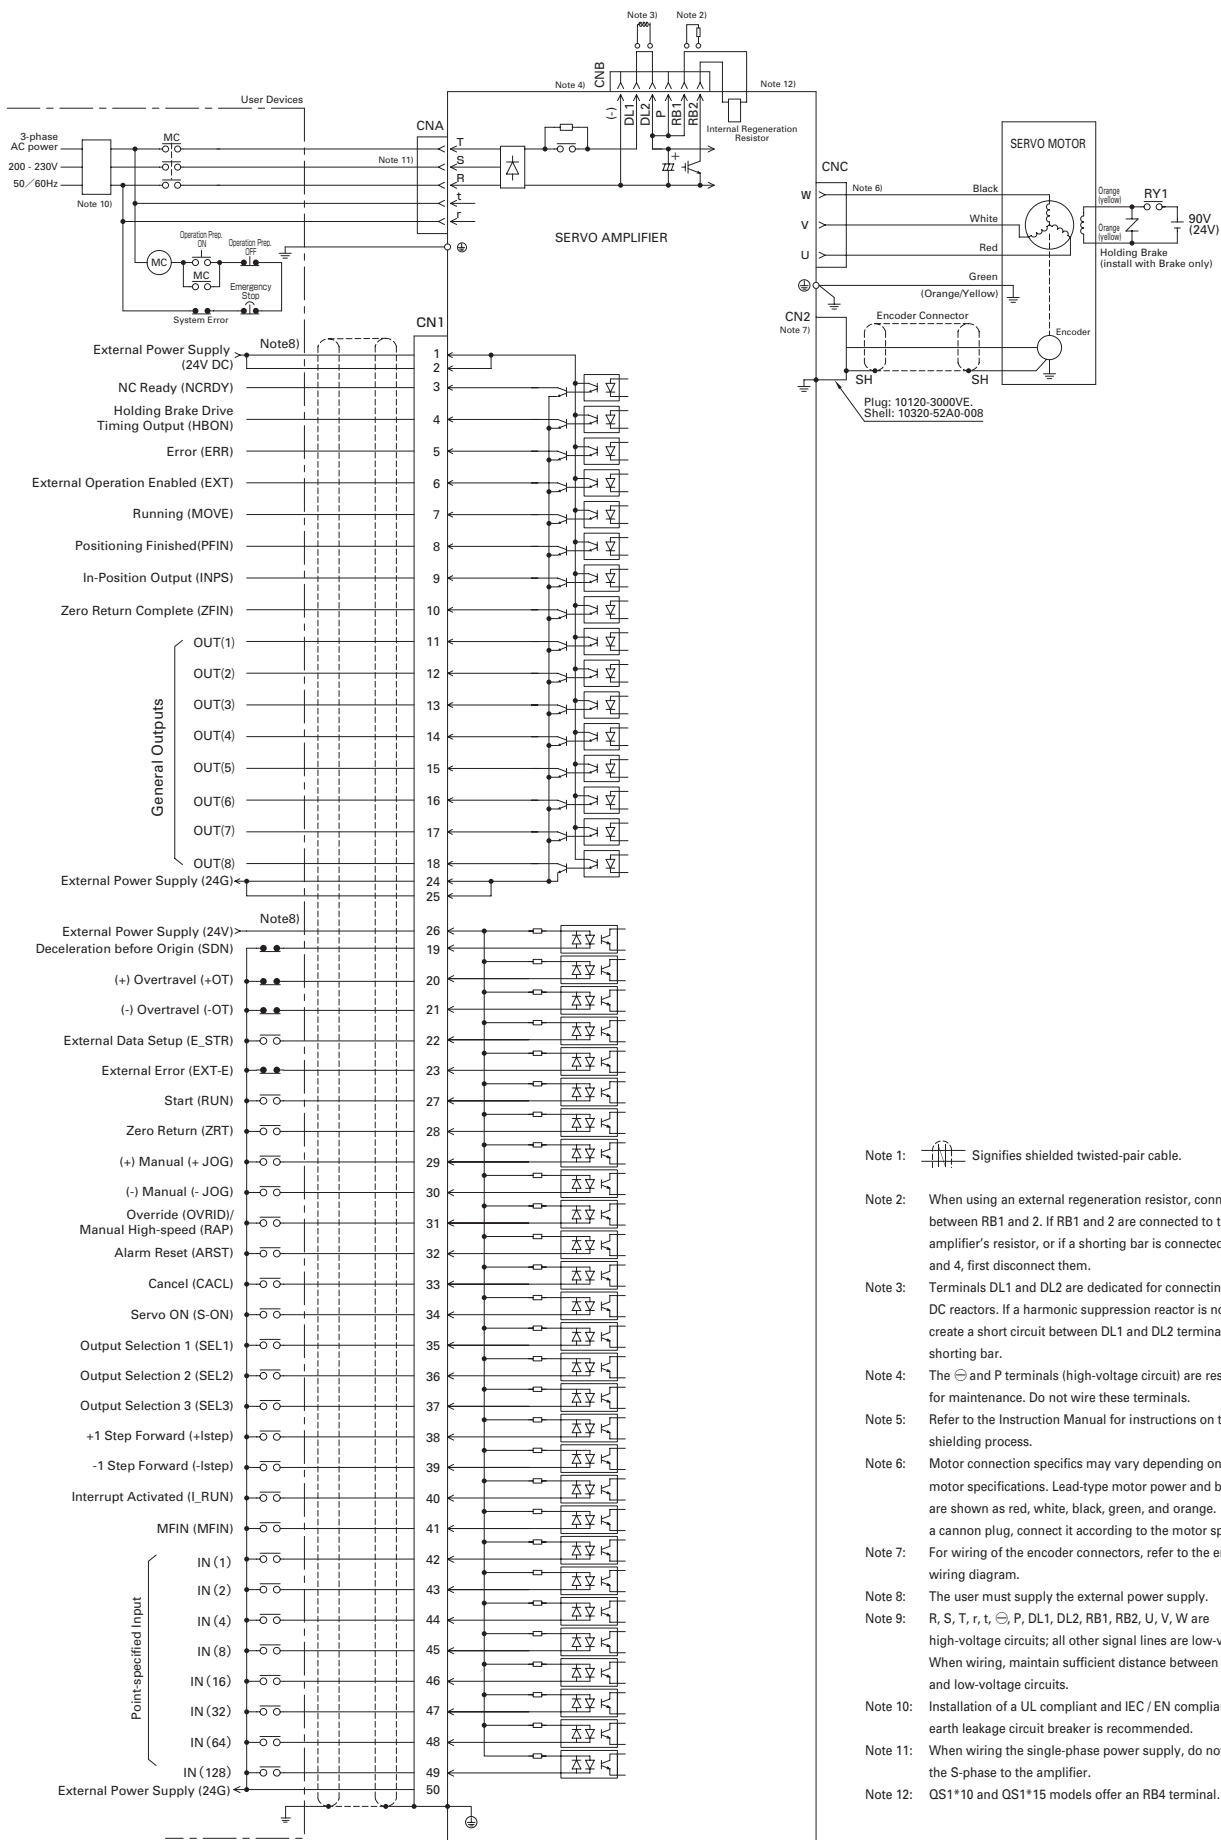 Note 3)
Note 2)
CNB
Note 4)
Note 12)
(-)
DL1
DL2
P
RB1
RB2
Internal Regeneration
Resistor
User Devices
3-phase
AC power
200 - 230V
50/60Hz
Note 10)
MC
Note 11)
CNA
T
S
R
t
r
SERVO AMPLIFIER
Operation Prep.
ON
Operation Prep.
OFF
MC
MC
Emergency
Stop
System Error
CNC
W
V
U
Note 6)
Black
White
Red
Green
(Orange/Yellow)
SERVO MOTOR
Orange
(yellow)
Orange
(yellow)
RY1
90V
(24V)
Holding Brake
(install with Brake only)
CN2
Note 7)
Encoder Connector
Encoder
SH
SH
Plug: 10120-3000VE.
Shell: 10320-52A0-008
CN1
Note8)
External Power Supply
(24V DC)
1
2
NC Ready (NCRDY) 3
Holding Brake Drive
Timing Output (HBON) 4
Error (ERR) 5
External Operation Enabled (EXT) 6
Running (MOVE) 7
Positioning Finished(PFIN) 8
In-Position Output (INPS) 9
Zero Return Complete (ZFIN) 10
General Outputs
OUT(1) 11
OUT(2) 12
OUT(3) 13
OUT(4) 14
OUT(5) 15
OUT(6) 16
OUT(7) 17
OUT(8) 18
External Power Supply (24G) 24
25
Note8)
External Power Supply (24V) 26
Deceleration before Origin (SDN) 19
(+) Overtravel (+OT) 20
(-) Overtravel (-OT) 21
External Data Setup (E_STR) 22
External Error (EXT-E) 23
Start (RUN) 27
Zero Return (ZRT) 28
(+) Manual (+ JOG) 29
(-) Manual (- JOG) 30
Override (OVRID)/
Manual High-speed (RAP) 31
Alarm Reset (ARST) 32
Cancel (CACL) 33
Servo ON (S-ON) 34
Output Selection 1 (SEL1) 35
Output Selection 2 (SEL2) 36
Output Selection 3 (SEL3) 37
+1 Step Forward (+Istep) 38
-1 Step Forward (-Istep) 39
Interrupt Activated (I_RUN) 40
MFIN (MFIN) 41
Point-specified Input
IN (1) 42
IN (2) 43
IN (4) 44
IN (8) 45
IN (16) 46
IN (32) 47
IN (64) 48
IN (128) 49
External Power Supply (24G) 50
Note 1: Signifies shielded twisted-pair cable.
Note 2: When using an external regeneration resistor,
between RB1 and 2. If RB1 and 2 are connected to
amplifier's resistor, or if a shorting bar is connected
and 4, first disconnect them.
Note 3: Terminals DL1 and DL2 are dedicated for
DC reactors. If a harmonic suppression reactor is
create a short circuit between DL1 and DL2
shorting bar.
Note 4: The ⊖ and P terminals (high-voltage circuit) are
for maintenance. Do not wire these terminals.
Note 5: Refer to the Instruction Manual for instructions on
shielding process.
Note 6: Motor connection specifics may vary depending on
motor specifications. Lead-type motor power and
are shown as red, white, black, green, and orange.
a cannon plug, connect it according to the motor
Note 7: For wiring of the encoder connectors, refer to the
wiring diagram.
Note 8: The user must supply the external power supply.
Note 9: R, S, T, r, t, ⊖, P, DL1, DL2, RB1, RB2, U, V, W are
high-voltage circuits; all other signal lines are
When wiring, maintain sufficient distance between
and low-voltage circuits.
Note 10: Installation of a UL compliant and IEC / EN
earth leakage circuit breaker is recommended.
Note 11: When wiring the single-phase power supply, do
the S-phase to the amplifier.
Note 12: QS1*10 and QS1*15 models offer an RB4 terminal.